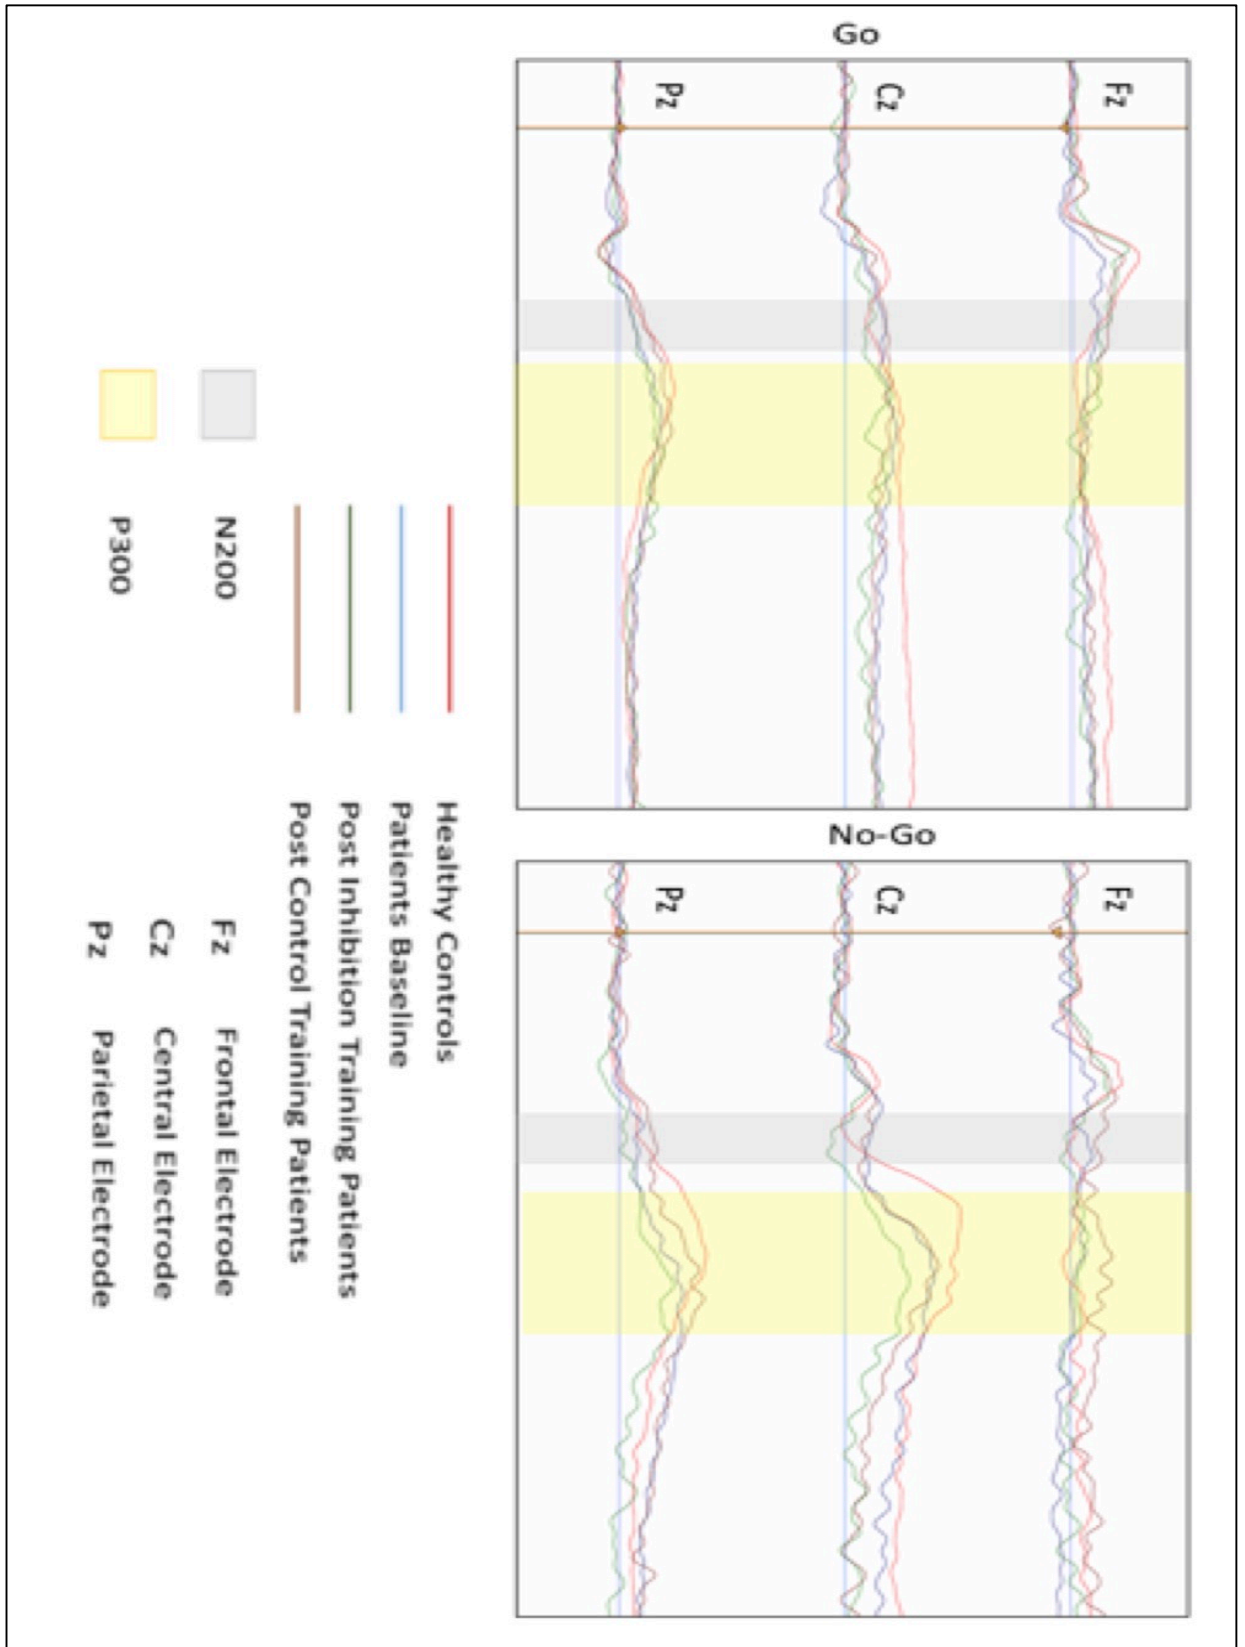 Go
Fz
Cz
Pz
No-Go
Fz
Cz
Pz
Healthy Controls
Patients Baseline
Post Inhibition Training Patients
Post Control Training Patients
N200
P300
Fz Frontal Electrode
Cz Central Electrode
Pz Parietal Electrode